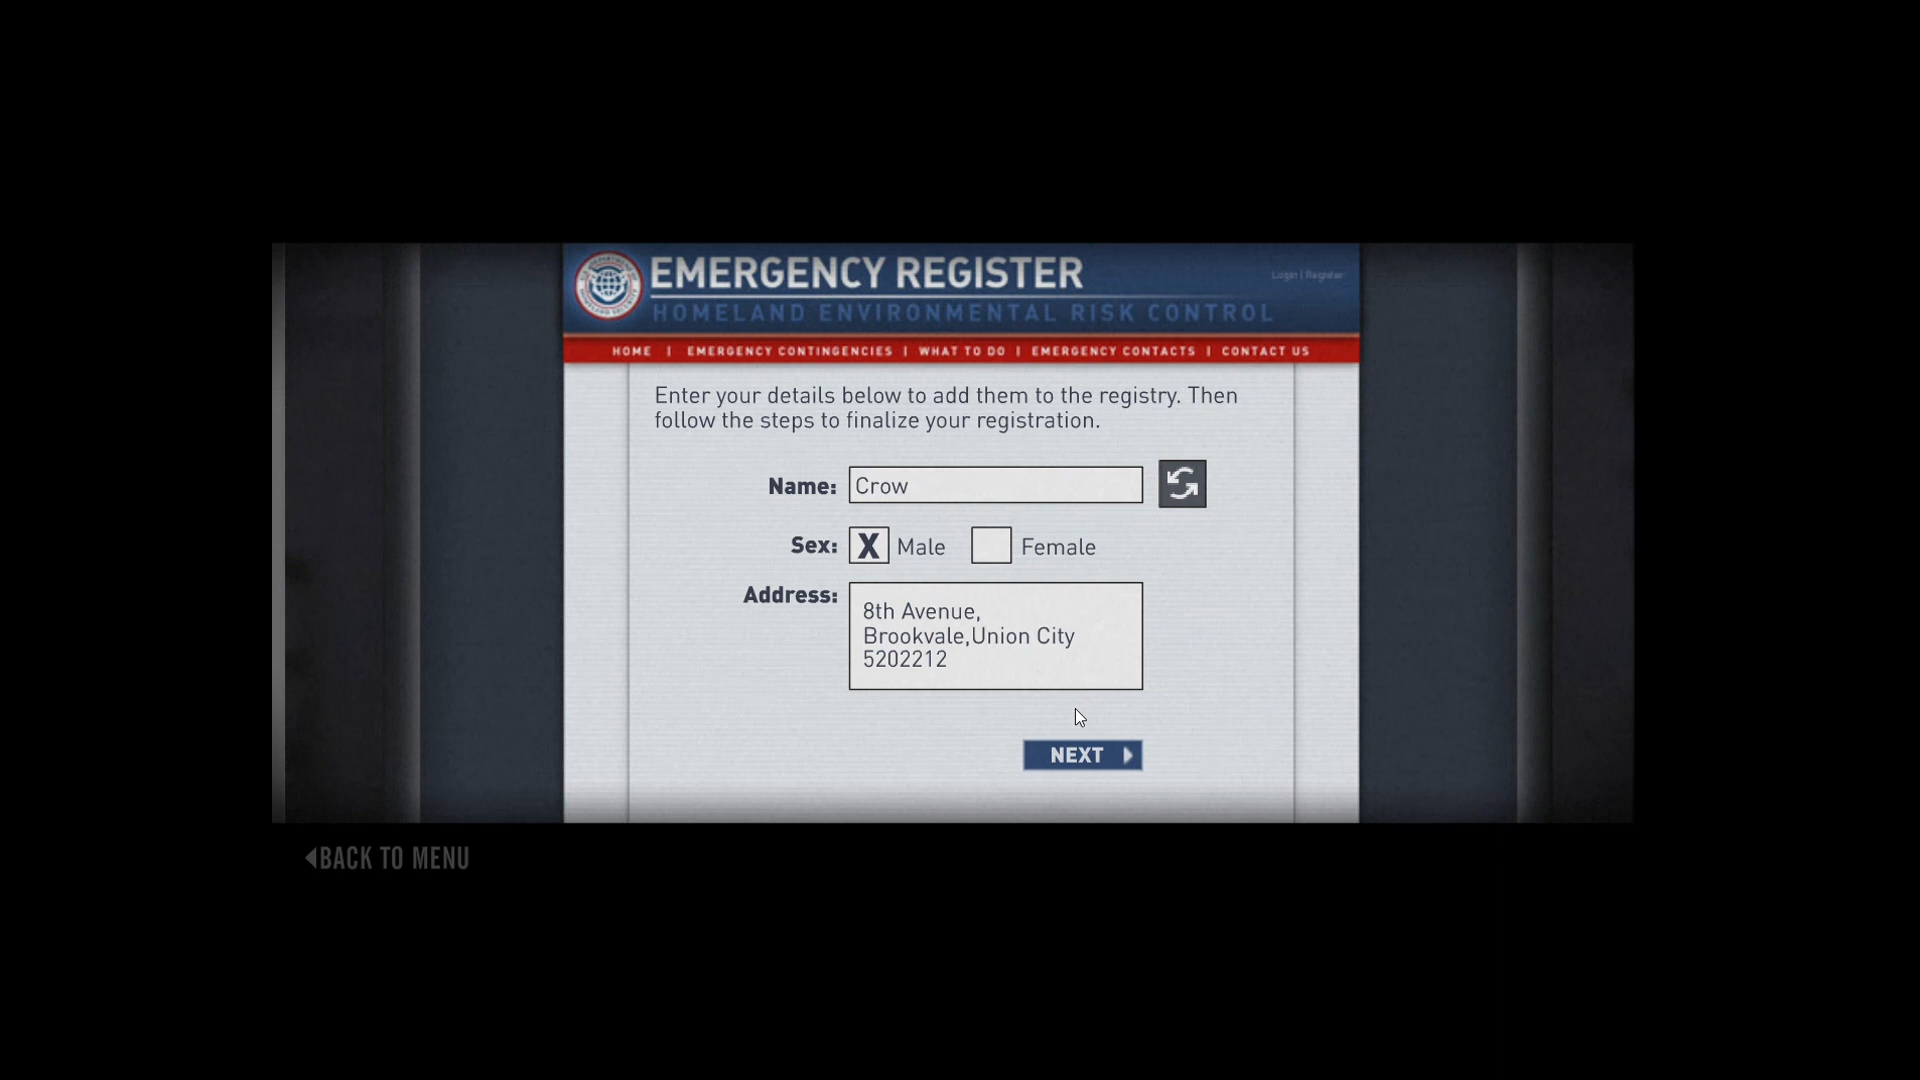 EMERGENCY REGISTER
Login | Register
HOMELAND ENVIRONMENTAL RISK CONTROL
HOME | EMERGENCY CONTINGENCIES | WHAT TO DO | EMERGENCY CONTACTS | CONTACT US
Enter your details below to add them to the registry. Then
follow the steps to finalize your registration.
Name: Crow
Sex: X Male Female
Address: 8th Avenue,
Brookvale,Union City
5202212
NEXT
BACK TO MENU